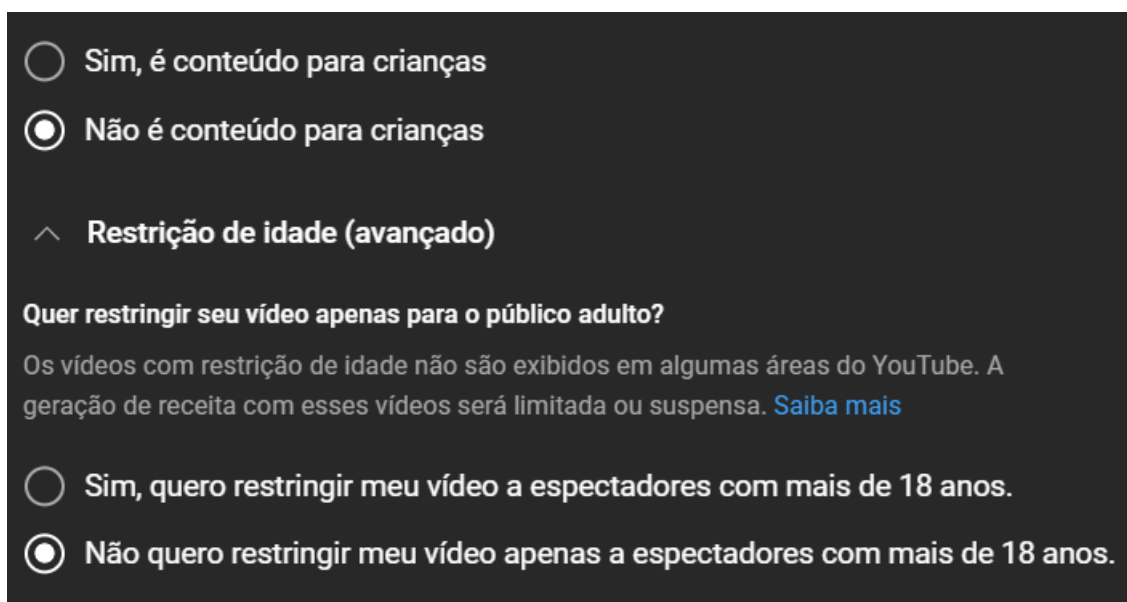 Sim, é conteúdo para crianças
Não é conteúdo para crianças
Restrição de idade (avançado)
Quer restringir seu vídeo apenas para o público adulto?
Os vídeos com restrição de idade não são exibidos em algumas áreas do YouTube. A
geração de receita com esses vídeos será limitada ou suspensa. Saiba mais
Sim, quero restringir meu vídeo a espectadores com mais de 18 anos.
Não quero restringir meu vídeo apenas a espectadores com mais de 18 anos.